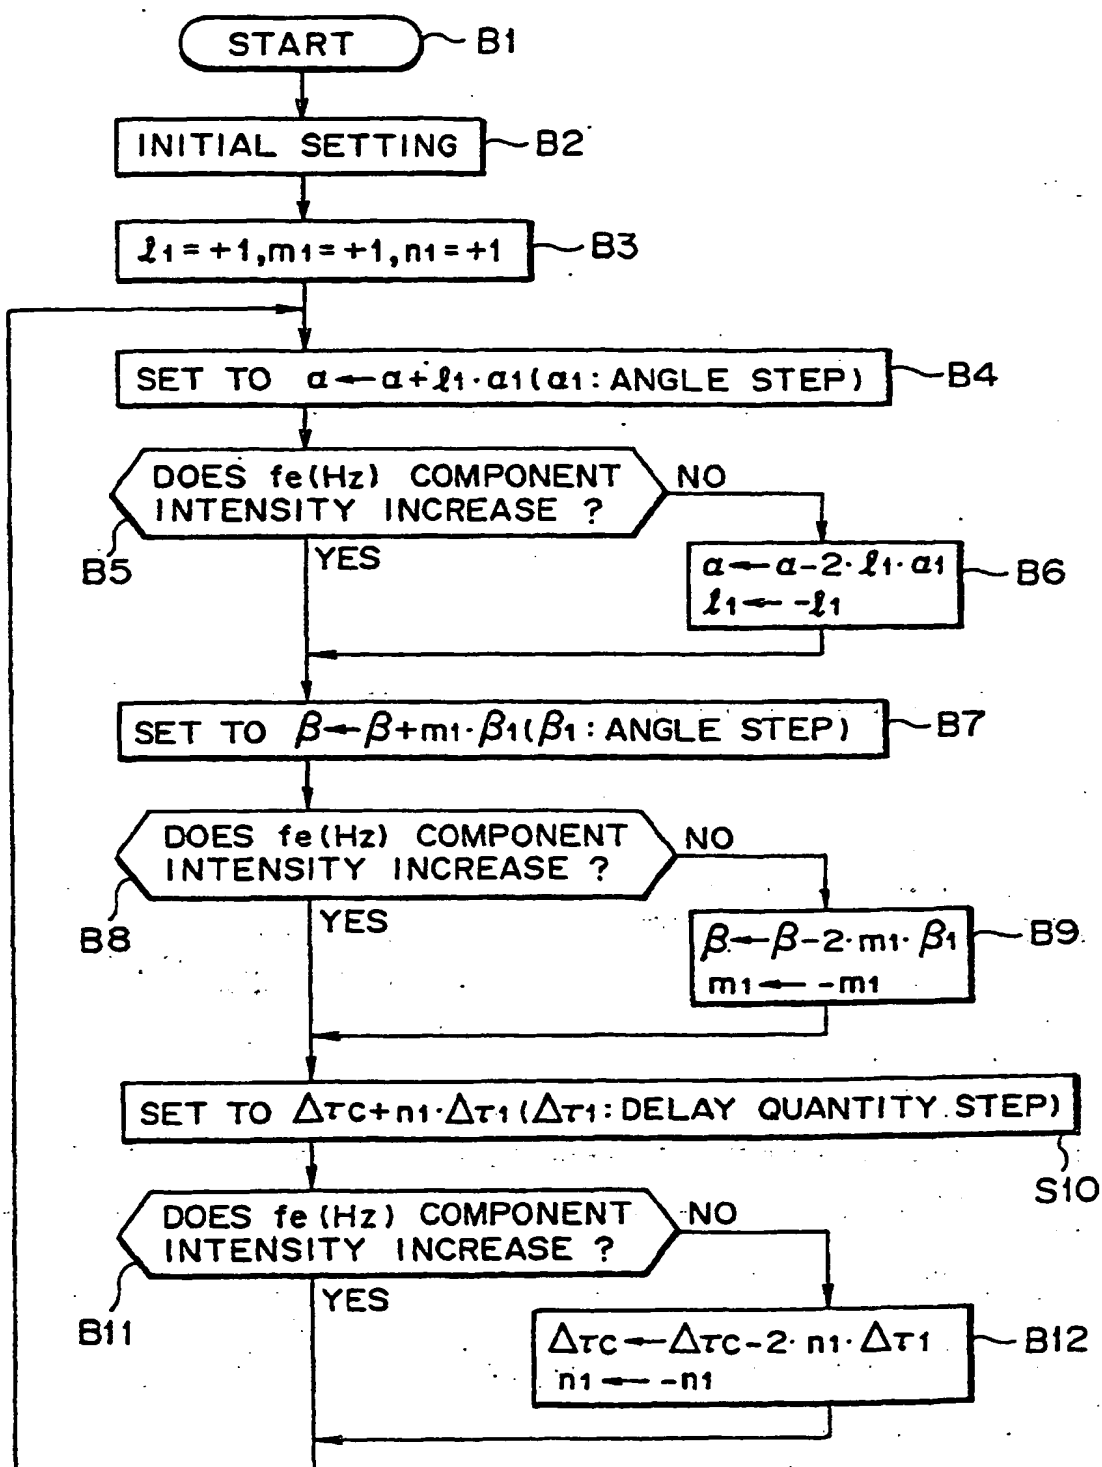 START
B1
INITIAL SETTING
B2
ℓ1=+1,m1=+1,n1=+1
B3
SET TO α←α+ℓ1·α1(α1:ANGLE STEP)
B4
DOES fe(Hz) COMPONENT
INTENSITY INCREASE ?
NO
B5
YES
α←α-2·ℓ1·α1
ℓ1← -ℓ1
B6
SET TO β←β+m1·β1(β1:ANGLE STEP)
B7
DOES fe(Hz) COMPONENT
INTENSITY INCREASE ?
NO
B8
YES
β←β-2·m1·β1
m1← -m1
B9
SET TO Δτc+n1·Δτ1(Δτ1:DELAY QUANTITY STEP)
S10
DOES fe(Hz) COMPONENT
INTENSITY INCREASE ?
NO
B11
YES
Δτc←Δτc-2·n1·Δτ1
n1← -n1
B12